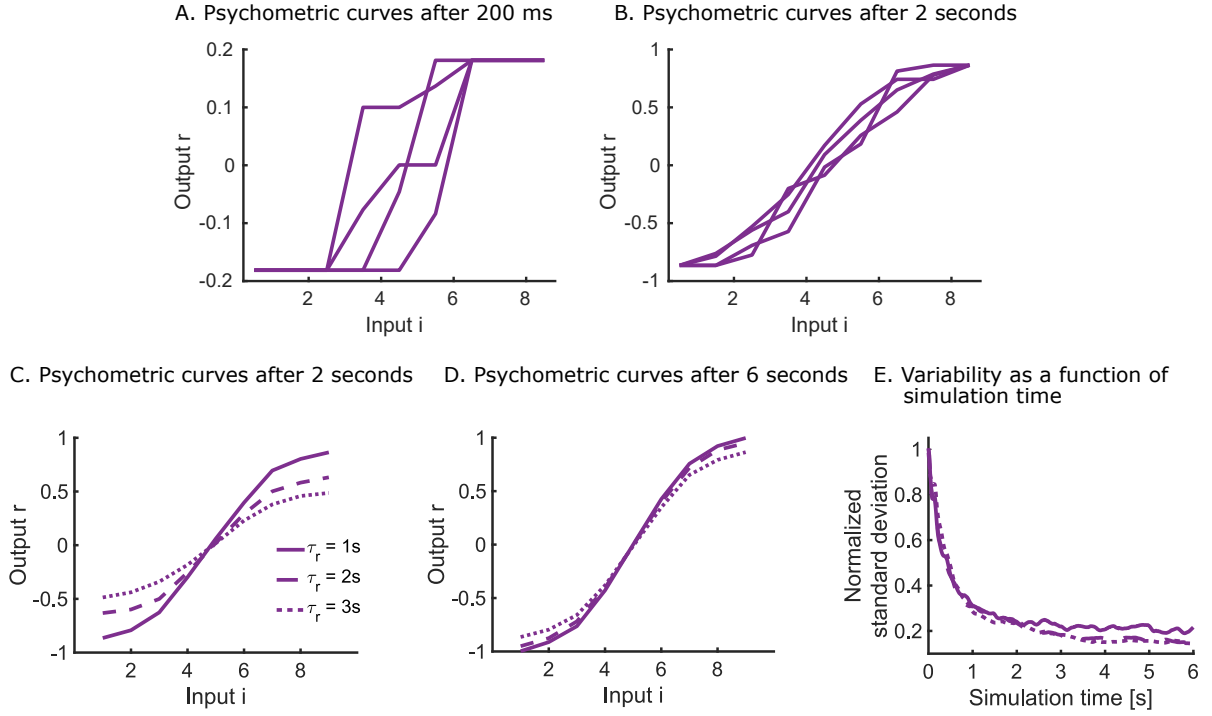 A. Psychometric curves after 200 ms
B. Psychometric curves after 2 seconds
0.2
0.1
0
-0.1
-0.2
Output r
2 4 6 8
Input i
1
0.5
0
-0.5
-1
Output r
2 4 6 8
Input i
C. Psychometric curves after 2 seconds
D. Psychometric curves after 6 seconds
E. Variability as a function of
simulation time
1
0.5
0
-0.5
-1
Output r
τr = 1s
τr = 2s
τr = 3s
2 4 6 8
Input i
1
0.5
0
-0.5
-1
Output r
2 4 6 8
Input i
1
0.8
0.6
0.4
0.2
Normalized
standard deviation
0 1 2 3 4 5 6
Simulation time [s]